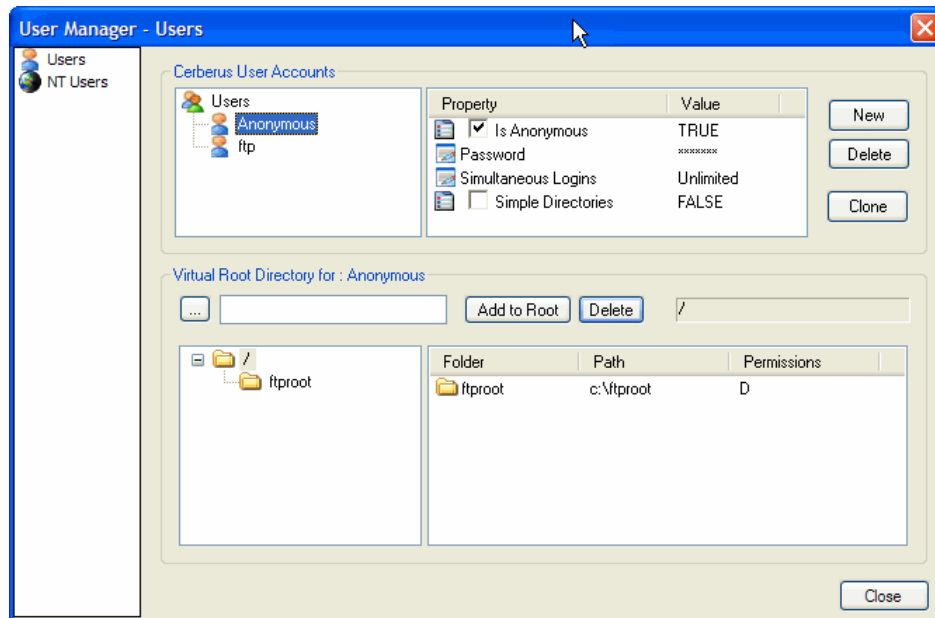 User Manager - Users
Users
NT Users
Cerberus User Accounts
Users
Anonymous
ftp
Property Value
Is Anonymous TRUE
Password *******
Simultaneous Logins Unlimited
Simple Directories FALSE
New
Delete
Clone
Virtual Root Directory for : Anonymous
... Add to Root Delete /
/
ftproot
Folder Path Permissions
ftproot c:\ftproot D
Close